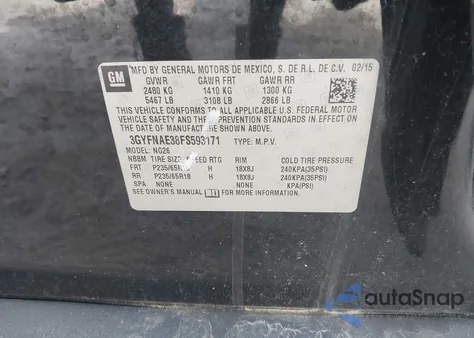 GM
MFD BY GENERAL MOTORS DE MEXICO, S. DE R.L. DE C.V. 02/15
GVWR GAWR FRT GAWR RR
2480 KG 1410 KG 1300 KG
5467 LB 3108 LB 2866 LB
THIS VEHICLE CONFORMS TO ALL APPLICABLE U.S. FEDERAL MOTOR
VEHICLE SAFETY, BUMPER, AND THEFT PREVENTION STANDARDS IN
EFFECT ON THE DATE OF MANUFACTURE SHOWN ABOVE.
3GYFNAE38FS593171 TYPE: M.P.V.
MODEL: NG26
NBBM TIRE SIZE SPEED RTG RIM COLD TIRE PRESSURE
FRT P235/65R18 H 18X8J 240KPA(35PSI)
RR P235/65R18 H 18X8J 240KPA(35PSI)
SPA NONE NONE KPA(PSI)
SEE OWNER'S MANUAL FOR MORE INFORMATION.
autaSnap